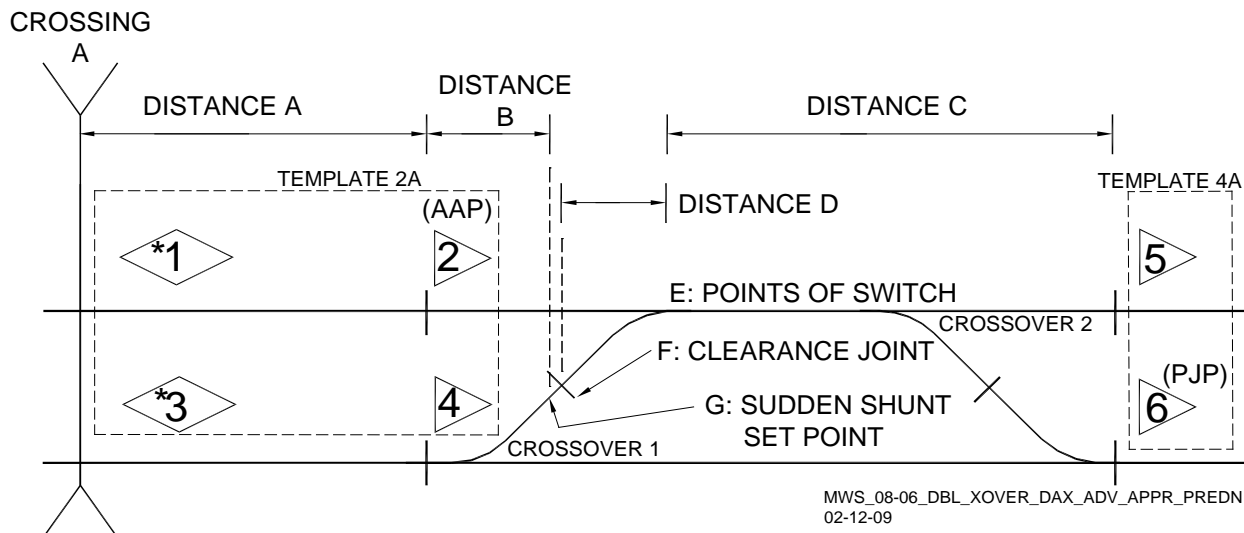 CROSSING
A
DISTANCE A
DISTANCE
B
DISTANCE C
TEMPLATE 2A
TEMPLATE 4A
(AAP)
DISTANCE D
*1
2
5
E: POINTS OF SWITCH
CROSSOVER 2
F: CLEARANCE JOINT
(PJP)
*3
4
6
G: SUDDEN SHUNT
SET POINT
CROSSOVER 1
MWS_08-06_DBL_XOVER_DAX_ADV_APPR_PREDN
02-12-09